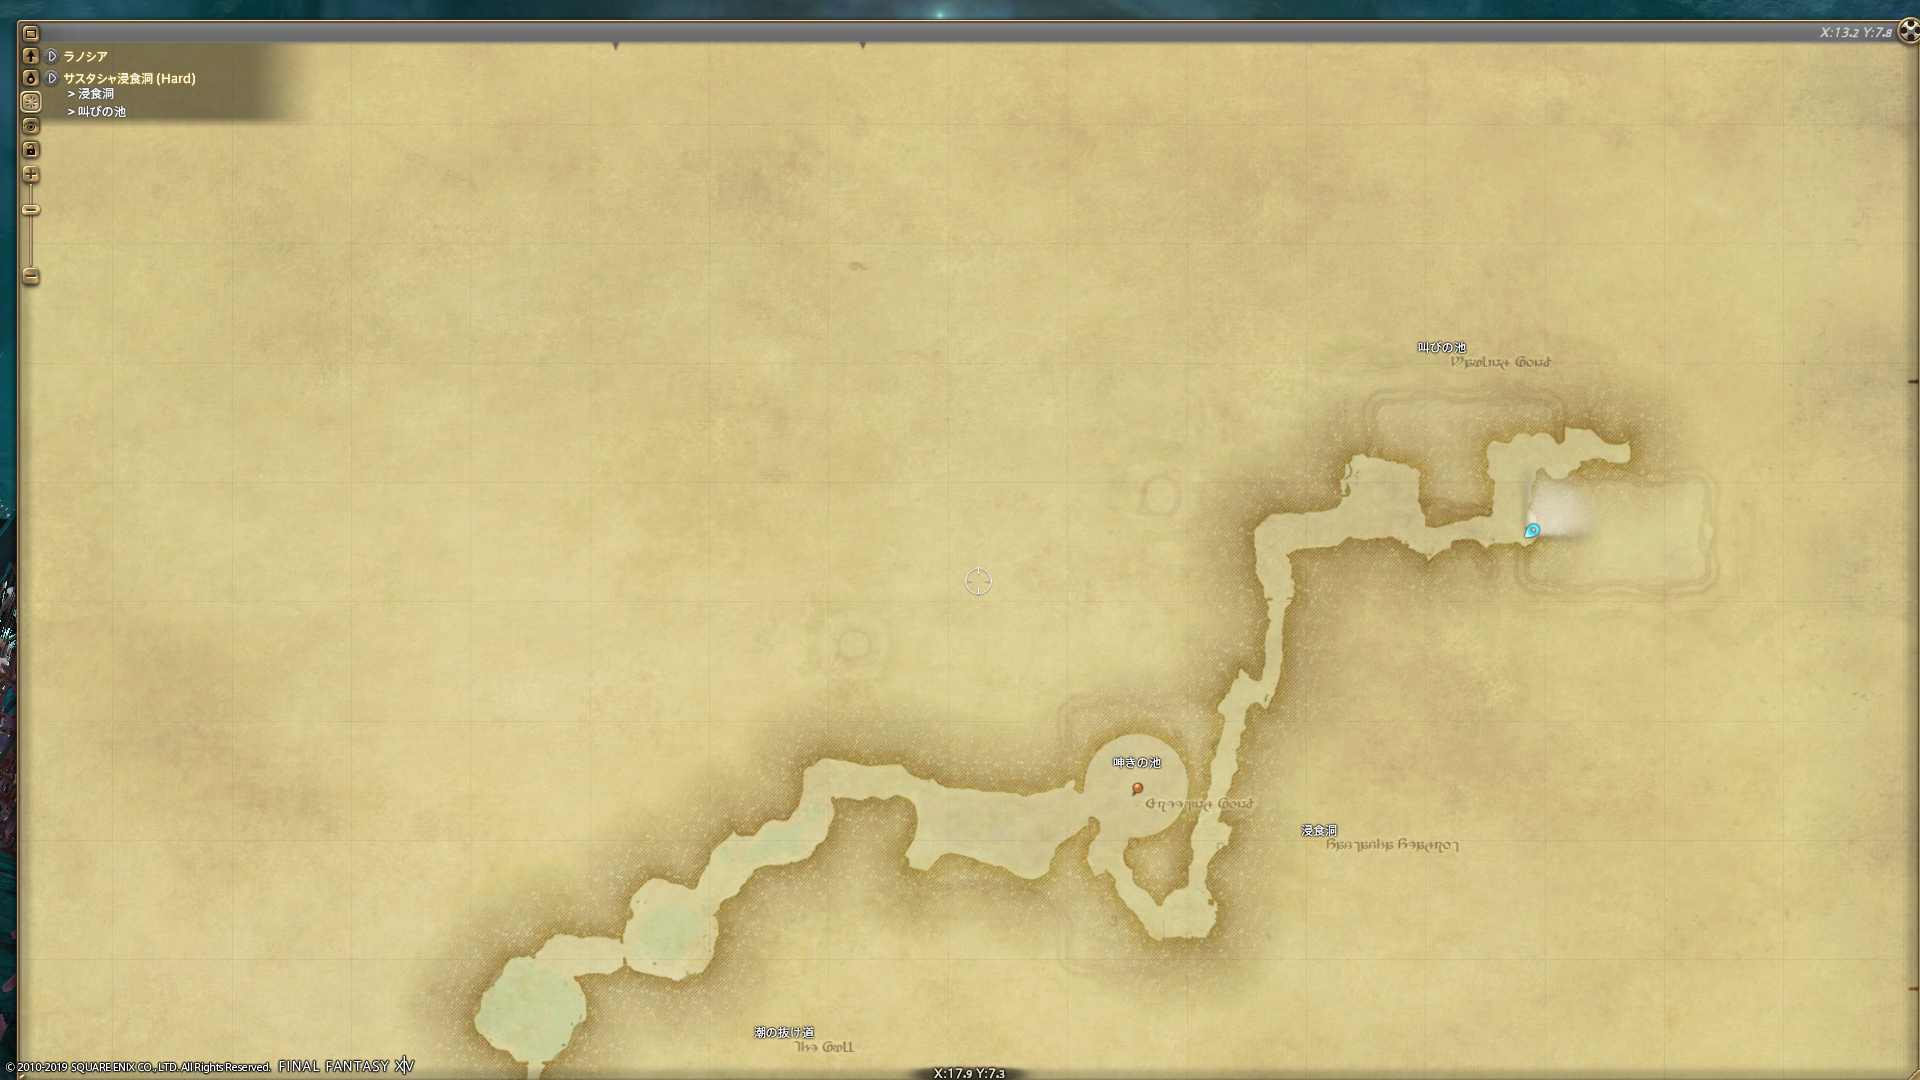 X:13.2 Y:7.8
ラノシア
サスタシャ浸食洞 (Hard)
> 浸食洞
> 叫びの池
叫びの池
呻きの池
浸食洞
潮の抜け道
© 2010-2019 SQUARE ENIX CO., LTD. All Rights Reserved. FINAL FANTASY XIV
X:17.9 Y:7.3